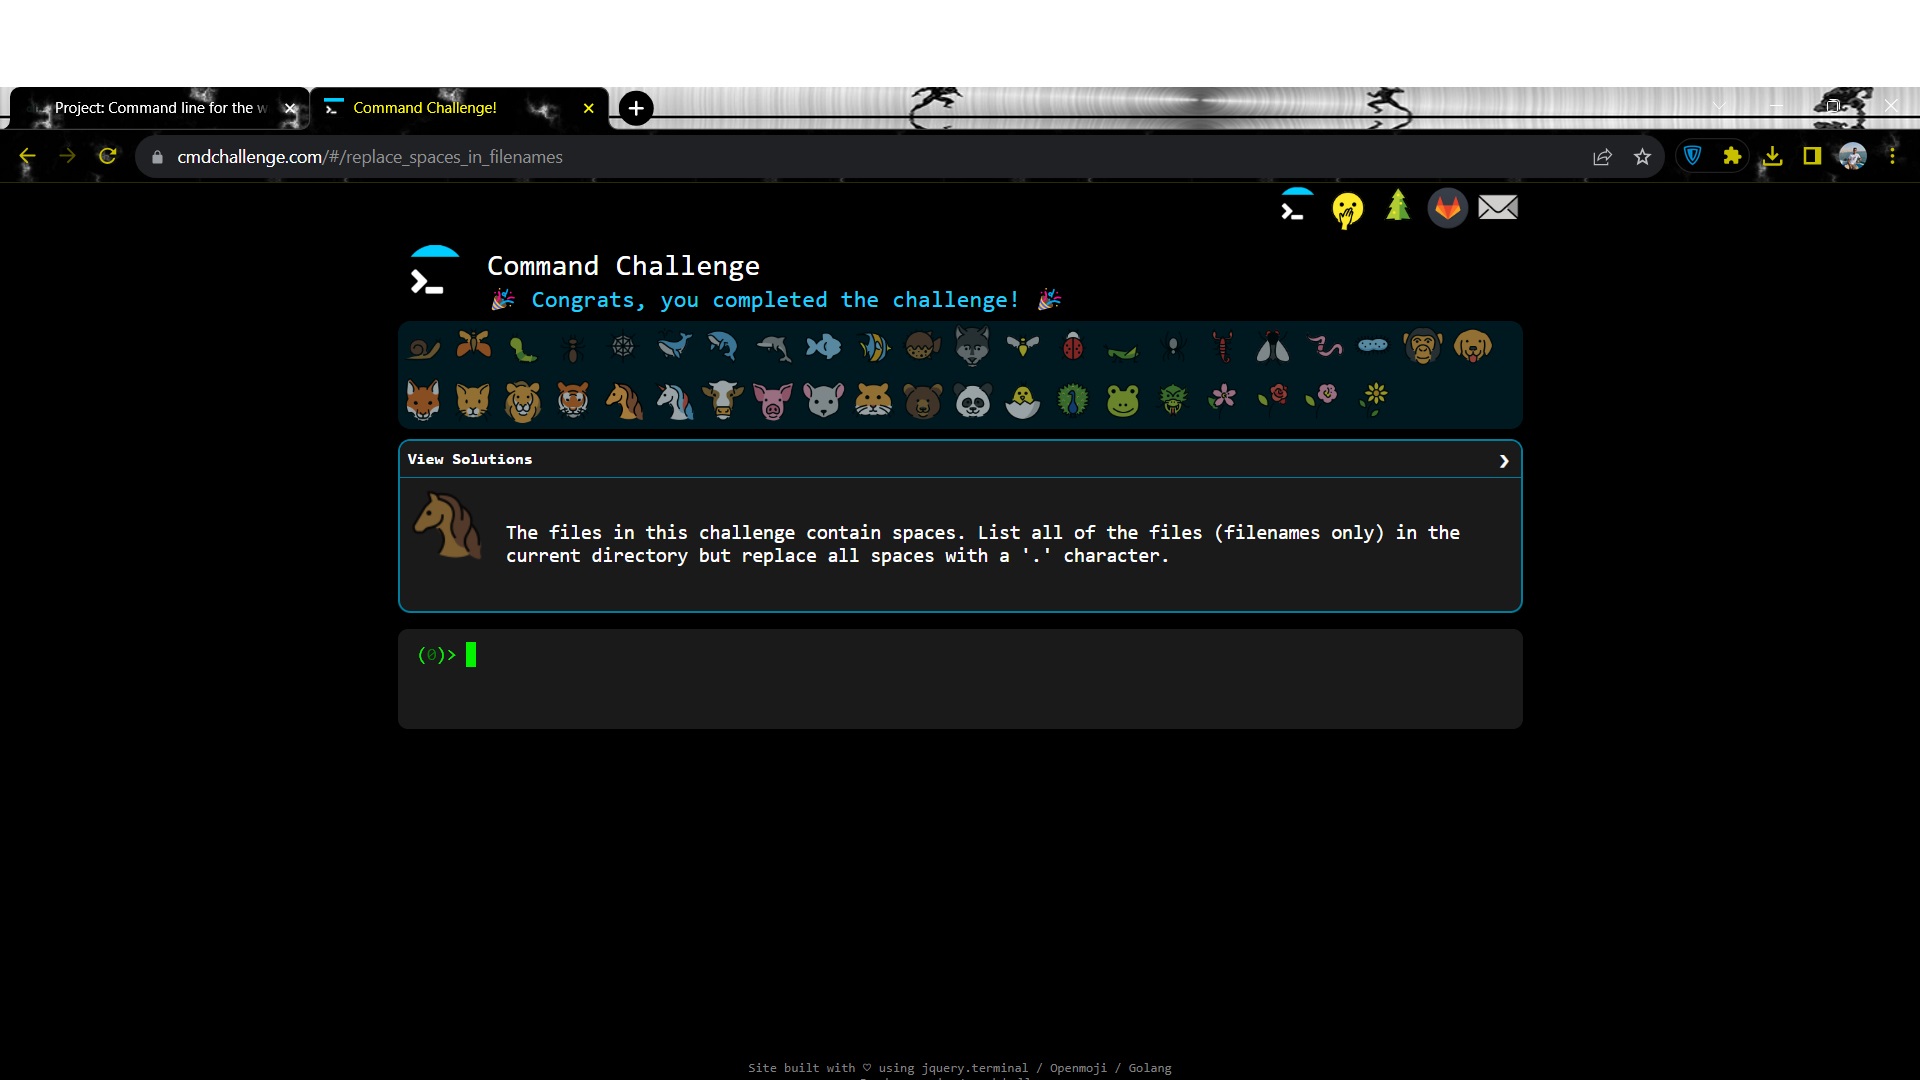 Project: Command line for the w
Command Challenge!
cmdchallenge.com/#/replace_spaces_in_filenames
Command Challenge
Congrats, you completed the challenge!
View Solutions
The files in this challenge contain spaces. List all of the files (filenames only) in the
current directory but replace all spaces with a '.' character.
(0)>
Site built with ♡ using jquery.terminal / Openmoji / Golang